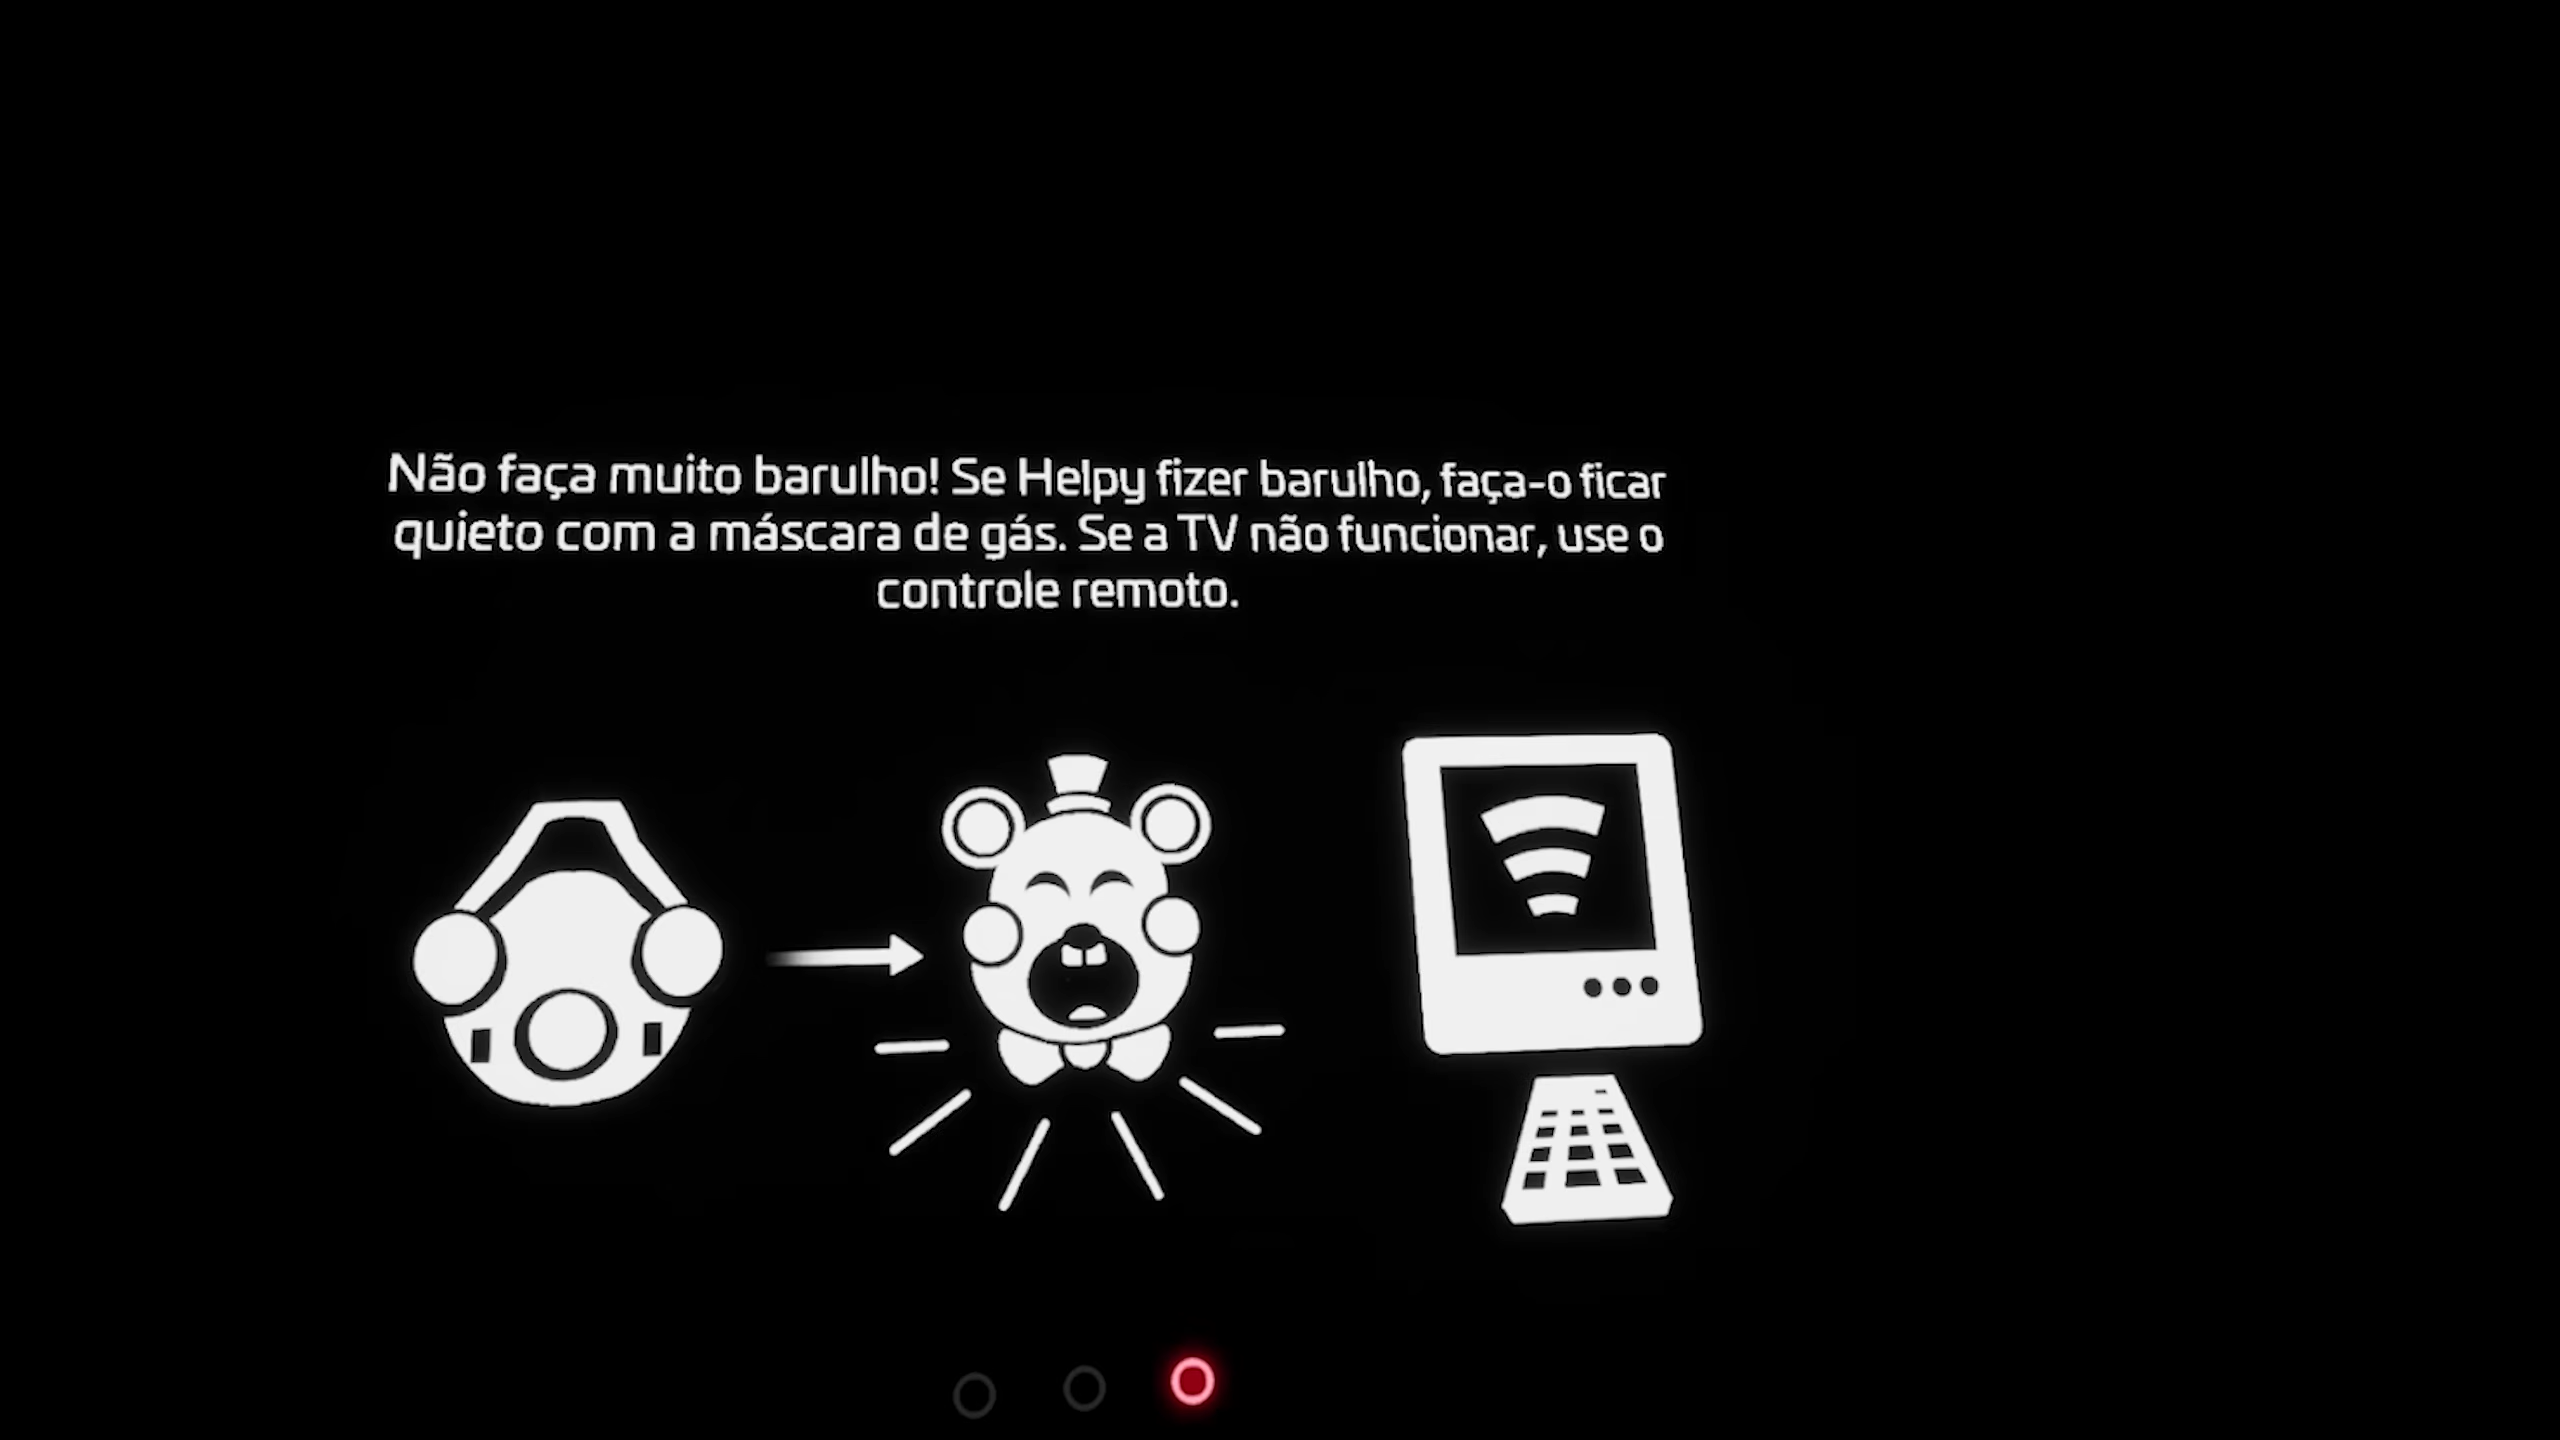 Não faça muito barulho! Se Helpy fizer barulho, faça-o ficar
quieto com a máscara de gás. Se a TV não funcionar, use o
controle remoto.